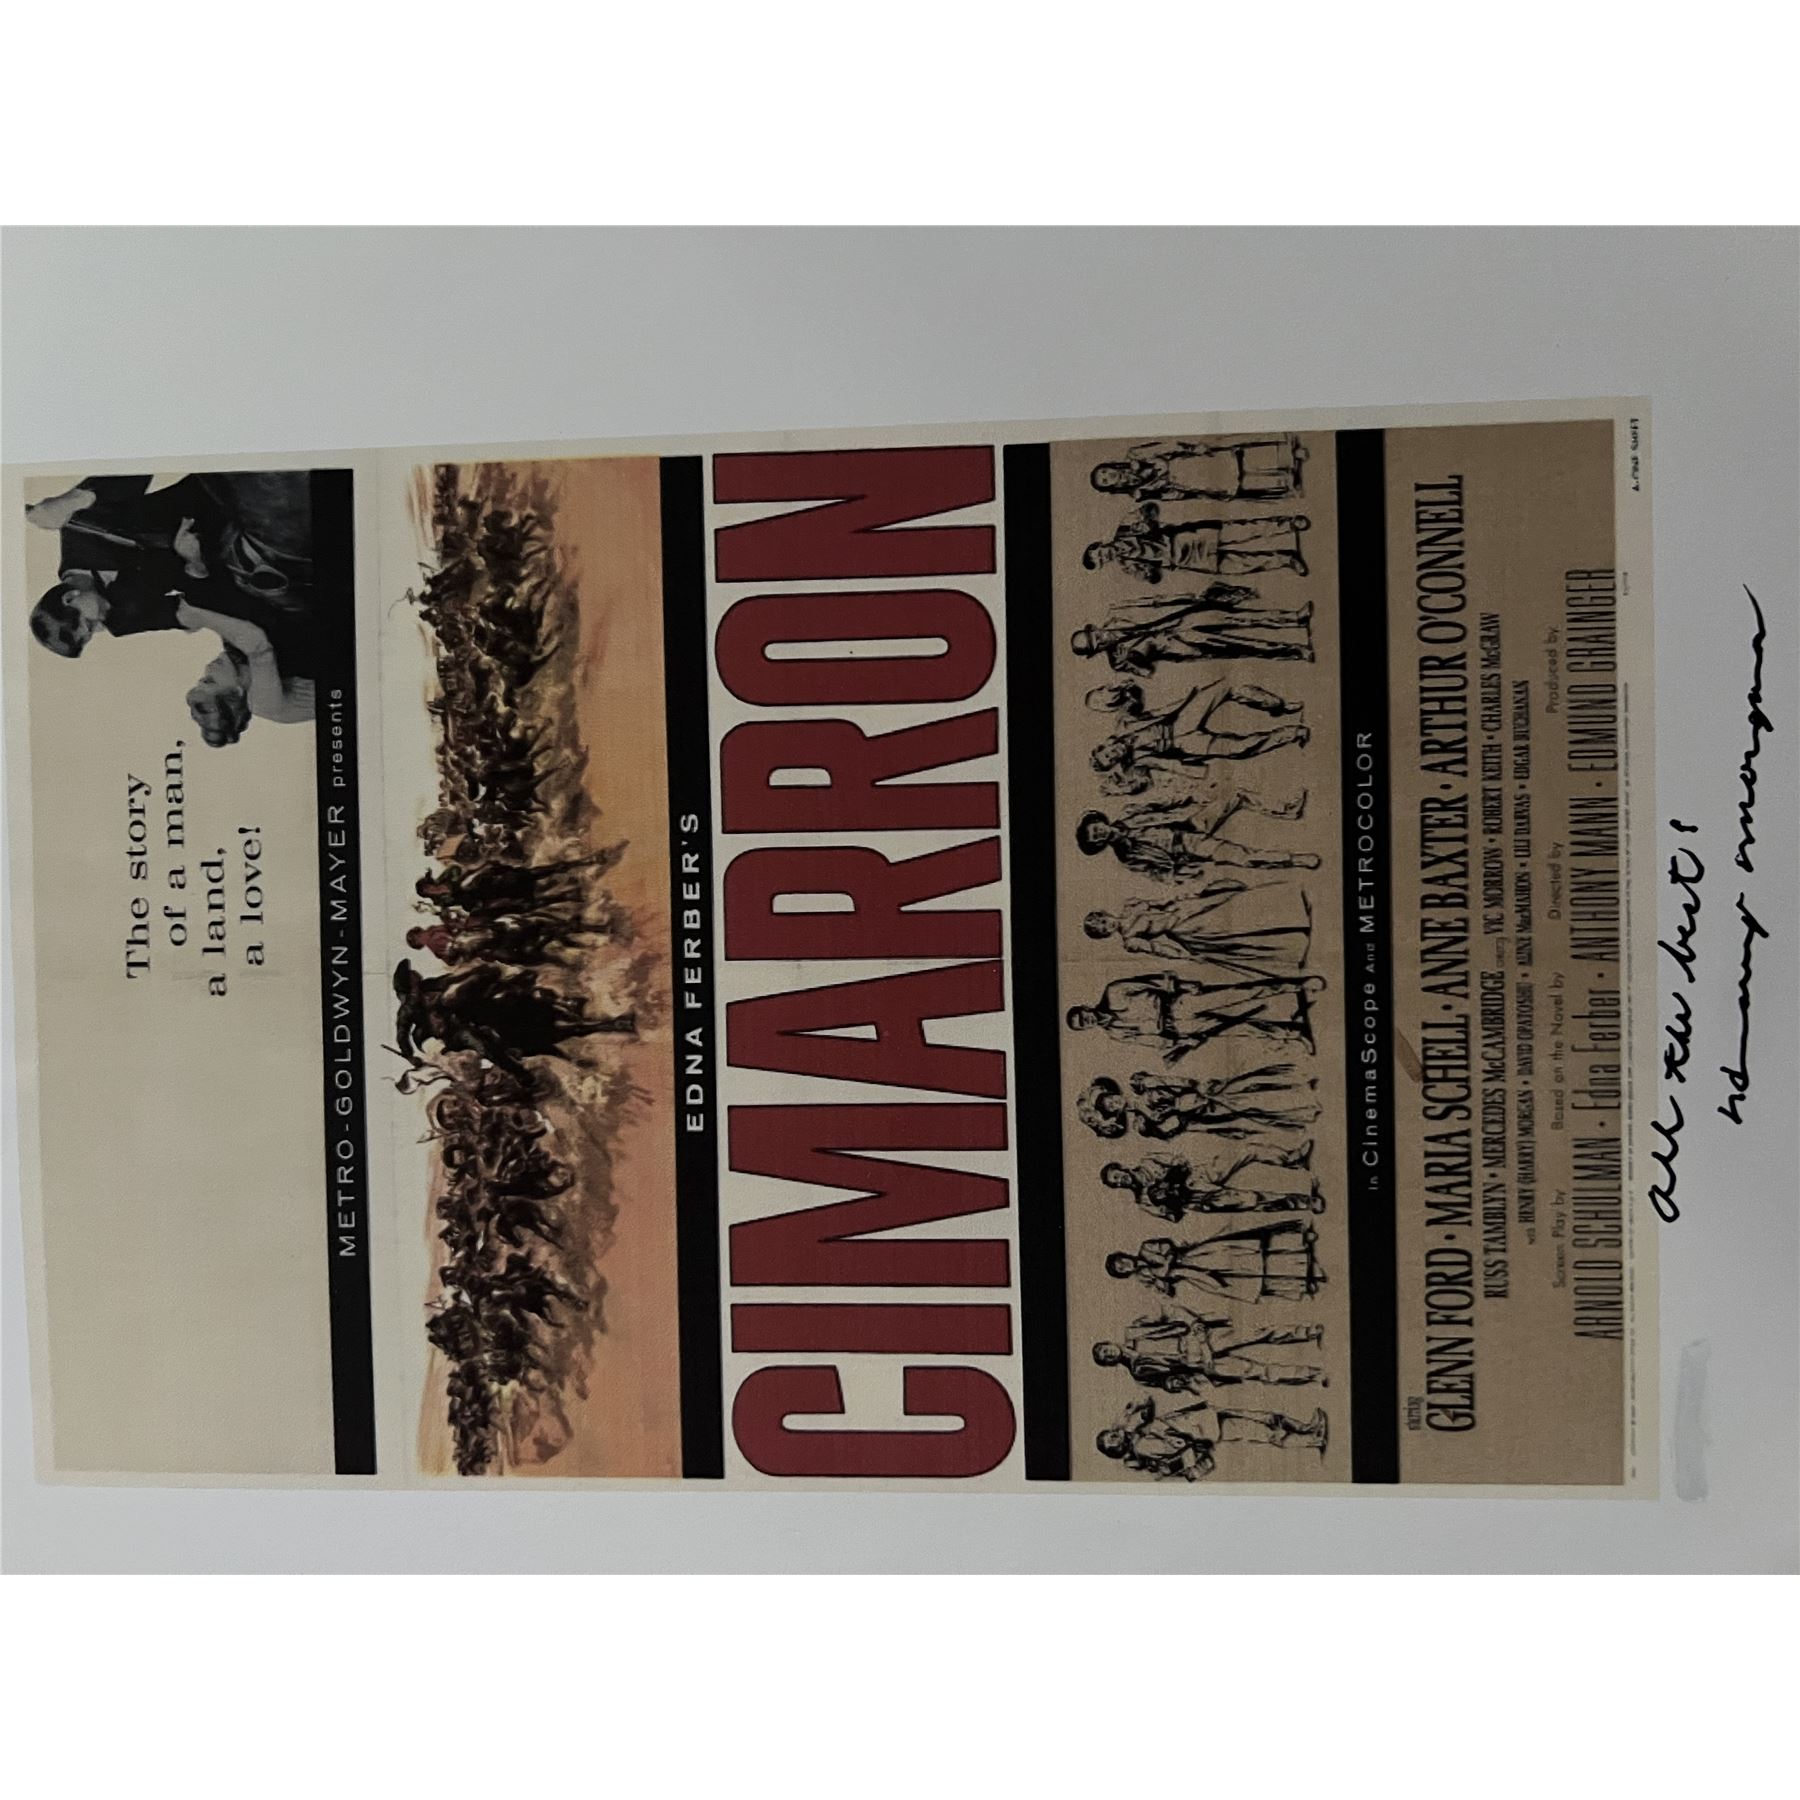 The story
of a man,
a land,
a love!
METRO-GOLDWYN-MAYER presents
EDNA FERBER'S
CIMARRON
In CinemaScope And METROCOLOR
starring
GLENN FORD · MARIA SCHELL · ANNE BAXTER · ARTHUR O'CONNELL
RUSS TAMBLYN · MERCEDES McCAMBRIDGE · VIC MORROW · ROBERT KEITH · CHARLES McGRAW
with HENRY (HARRY) MORGAN · DAVID OPATOSHU · ALINE MacMAHON · LILI DARVAS · EDGAR BUCHANAN
Screen Play by Based on the Novel by Directed by Produced by
ARNOLD SCHULMAN · Edna Ferber · ANTHONY MANN · EDMUND GRAINGER
All the best,
Harry Morgan